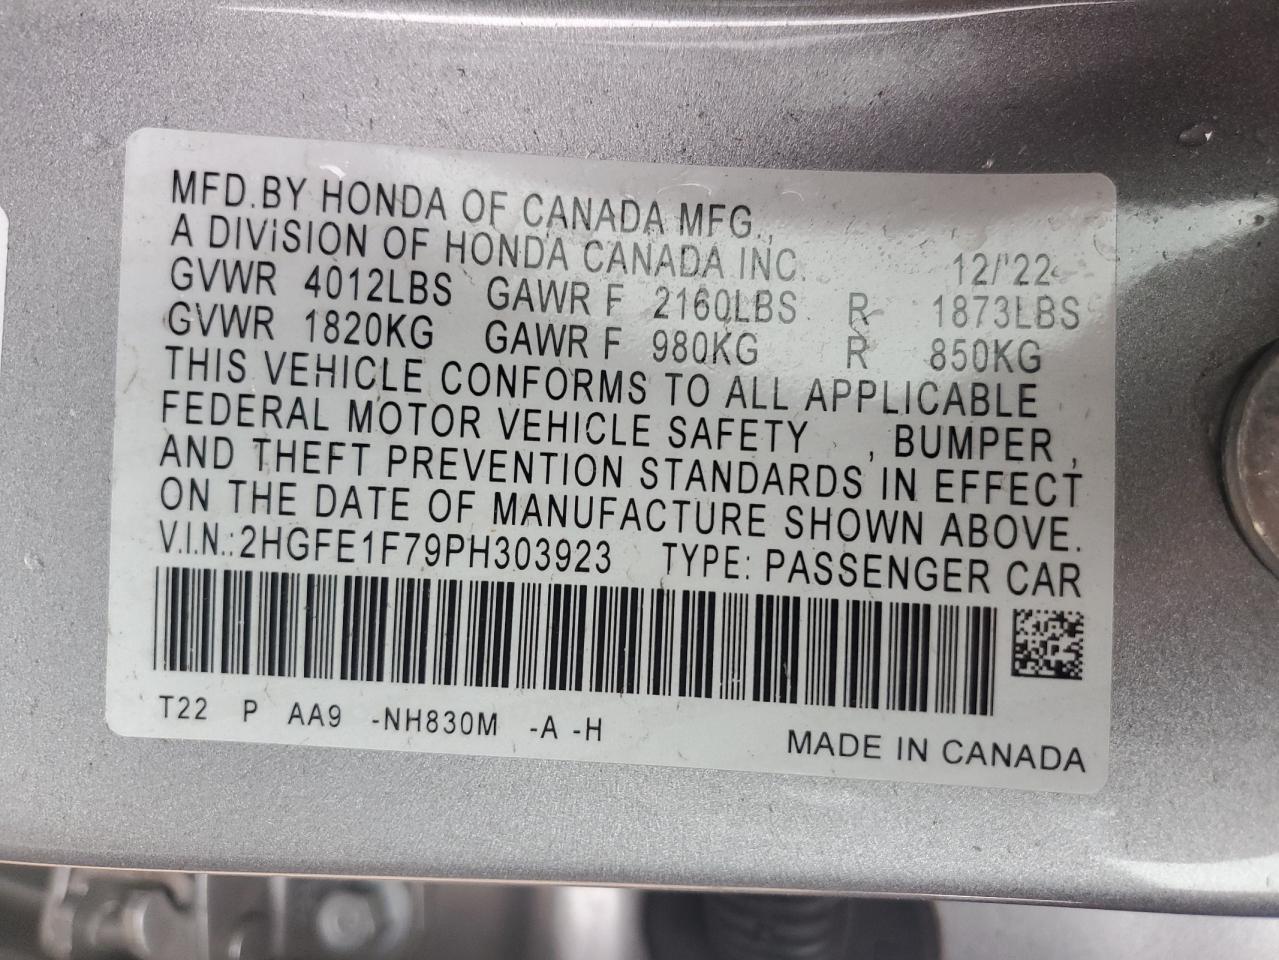 MFD.BY HONDA OF CANADA MFG.,
A DIVISION OF HONDA CANADA INC. 12/'22
GVWR 4012LBS GAWR F 2160LBS R 1873LBS
GVWR 1820KG GAWR F 980KG R 850KG
THIS VEHICLE CONFORMS TO ALL APPLICABLE
FEDERAL MOTOR VEHICLE SAFETY , BUMPER ,
AND THEFT PREVENTION STANDARDS IN EFFECT
ON THE DATE OF MANUFACTURE SHOWN ABOVE.
V.I.N.:2HGFE1F79PH303923 TYPE: PASSENGER CAR
T22 P AA9 -NH830M -A -H
MADE IN CANADA